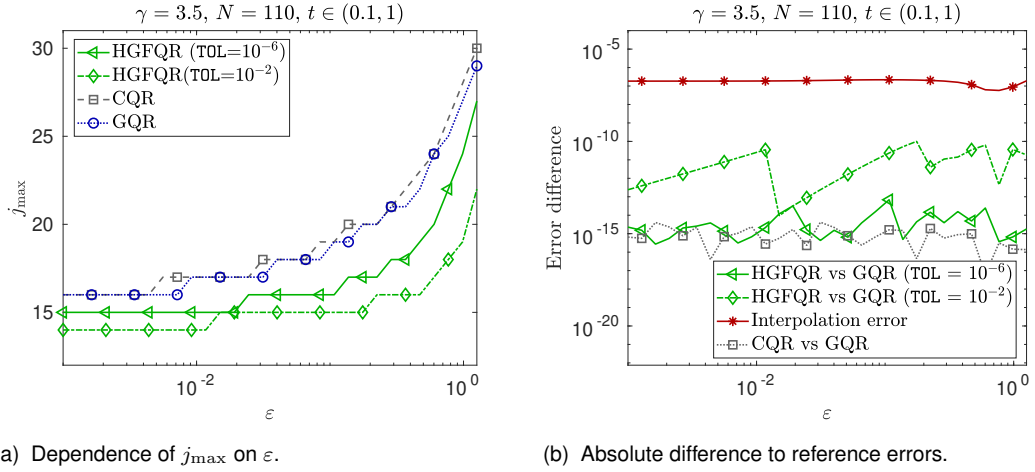 γ = 3.5, N = 110, t ∈ (0.1, 1)
30
25
20
15
j_max
HGFQR (TOL=10^-6)
HGFQR(TOL=10^-2)
CQR
GQR
10^-2
10^0
ε
a) Dependence of j_max on ε.
γ = 3.5, N = 110, t ∈ (0.1, 1)
10^-5
10^-10
10^-15
10^-20
Error difference
HGFQR vs GQR (TOL = 10^-6)
HGFQR vs GQR (TOL = 10^-2)
Interpolation error
CQR vs GQR
10^-2
10^0
ε
(b) Absolute difference to reference errors.